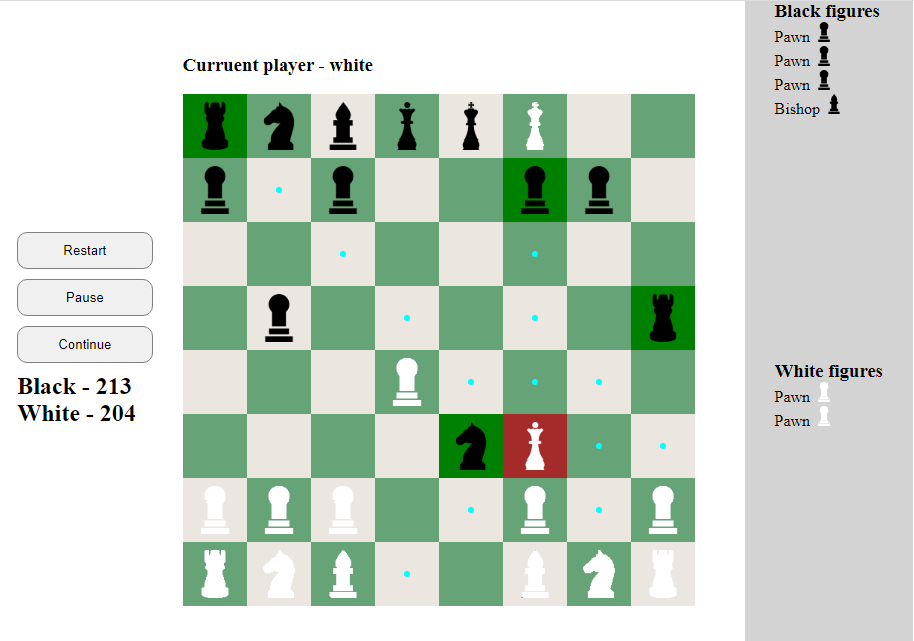 Curruent player - white
Restart
Pause
Continue
Black - 213
White - 204
Black figures
Pawn
Pawn
Pawn
Bishop
White figures
Pawn
Pawn